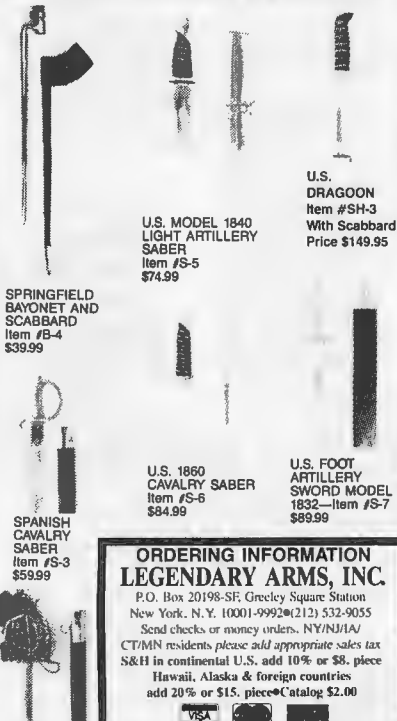 U.S.
DRAGOON
Item #SH-3
With Scabbard
Price $149.95
U.S. MODEL 1840
LIGHT ARTILLERY
SABER
Item #S-5
$74.99
SPRINGFIELD
BAYONET AND
SCABBARD
Item #B-4
$39.99
U.S. 1860
CAVALRY SABER
Item #S-6
$84.99
U.S. FOOT
ARTILLERY
SWORD MODEL
1832—Item #S-7
$89.99
SPANISH
CAVALRY
SABER
Item #S-3
$59.99
ORDERING INFORMATION
LEGENDARY ARMS, INC.
P.O. Box 20198-SF, Greeley Square Station
New York, N.Y. 10001-9992●(212) 532-9055
Send checks or money orders. NY/NJ/IA/
CT/MN residents please add appropriate sales tax
S&H in continental U.S. add 10% or $8. piece
Hawaii, Alaska & foreign countries
add 20% or $15. piece●Catalog $2.00
VISA